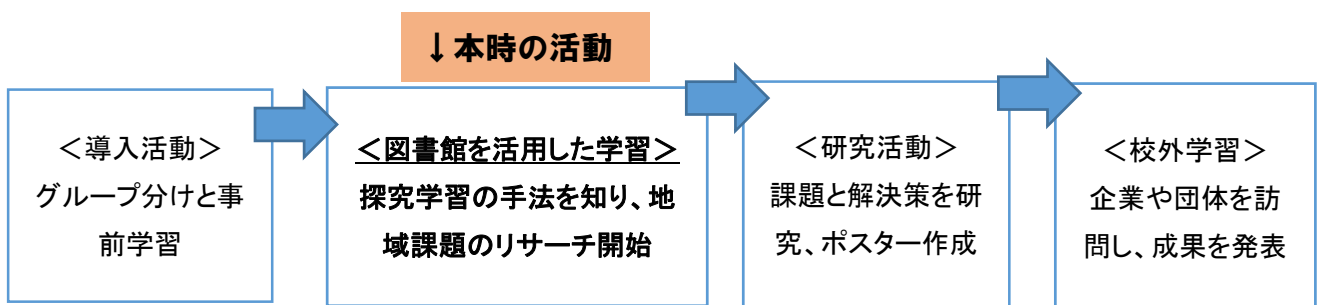 ↓本時の活動
＜導入活動＞
グループ分けと事
前学習
＜図書館を活用した学習＞
探究学習の手法を知り、地
域課題のリサーチ開始
＜研究活動＞
課題と解決策を研
究、ポスター作成
＜校外学習＞
企業や団体を訪
問し、成果を発表